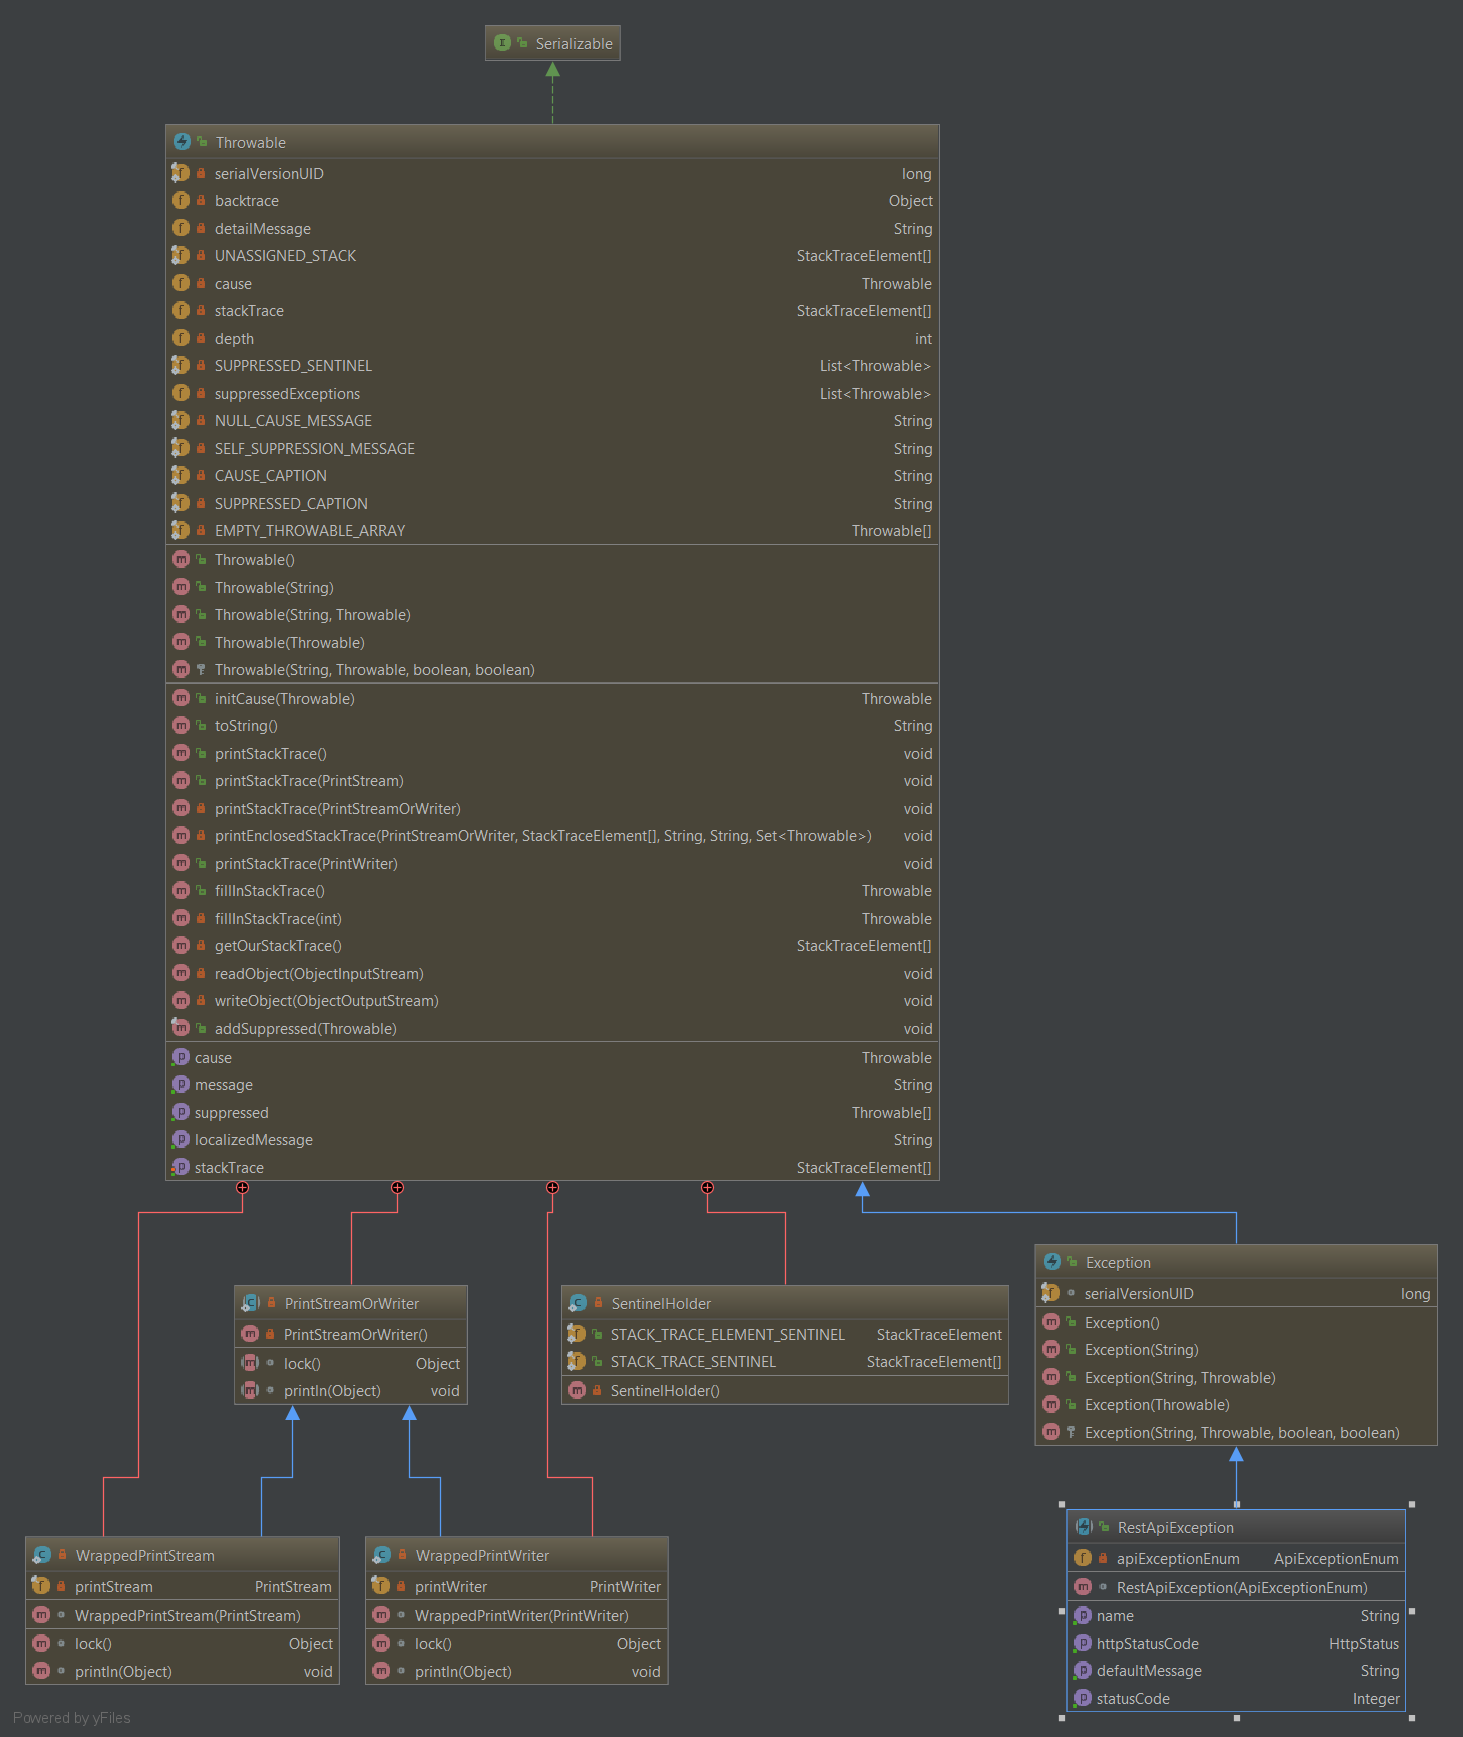 Serializable
Throwable
serialVersionUID long
backtrace Object
detailMessage String
UNASSIGNED_STACK StackTraceElement[]
cause Throwable
stackTrace StackTraceElement[]
depth int
SUPPRESSED_SENTINEL List<Throwable>
suppressedExceptions List<Throwable>
NULL_CAUSE_MESSAGE String
SELF_SUPPRESSION_MESSAGE String
CAUSE_CAPTION String
SUPPRESSED_CAPTION String
EMPTY_THROWABLE_ARRAY Throwable[]
Throwable()
Throwable(String)
Throwable(String, Throwable)
Throwable(Throwable)
Throwable(String, Throwable, boolean, boolean)
initCause(Throwable) Throwable
toString() String
printStackTrace() void
printStackTrace(PrintStream) void
printStackTrace(PrintStreamOrWriter) void
printEnclosedStackTrace(PrintStreamOrWriter, StackTraceElement[], String, String, Set<Throwable>) void
printStackTrace(PrintWriter) void
fillInStackTrace() Throwable
fillInStackTrace(int) Throwable
getOurStackTrace() StackTraceElement[]
readObject(ObjectInputStream) void
writeObject(ObjectOutputStream) void
addSuppressed(Throwable) void
cause Throwable
message String
suppressed Throwable[]
localizedMessage String
stackTrace StackTraceElement[]
PrintStreamOrWriter
PrintStreamOrWriter()
lock() Object
println(Object) void
SentinelHolder
STACK_TRACE_ELEMENT_SENTINEL StackTraceElement
STACK_TRACE_SENTINEL StackTraceElement[]
SentinelHolder()
Exception
serialVersionUID long
Exception()
Exception(String)
Exception(String, Throwable)
Exception(Throwable)
Exception(String, Throwable, boolean, boolean)
WrappedPrintStream
printStream PrintStream
WrappedPrintStream(PrintStream)
lock() Object
println(Object) void
WrappedPrintWriter
printWriter PrintWriter
WrappedPrintWriter(PrintWriter)
lock() Object
println(Object) void
RestApiException
apiExceptionEnum ApiExceptionEnum
RestApiException(ApiExceptionEnum)
name String
httpStatusCode HttpStatus
defaultMessage String
statusCode Integer
Powered by yFiles